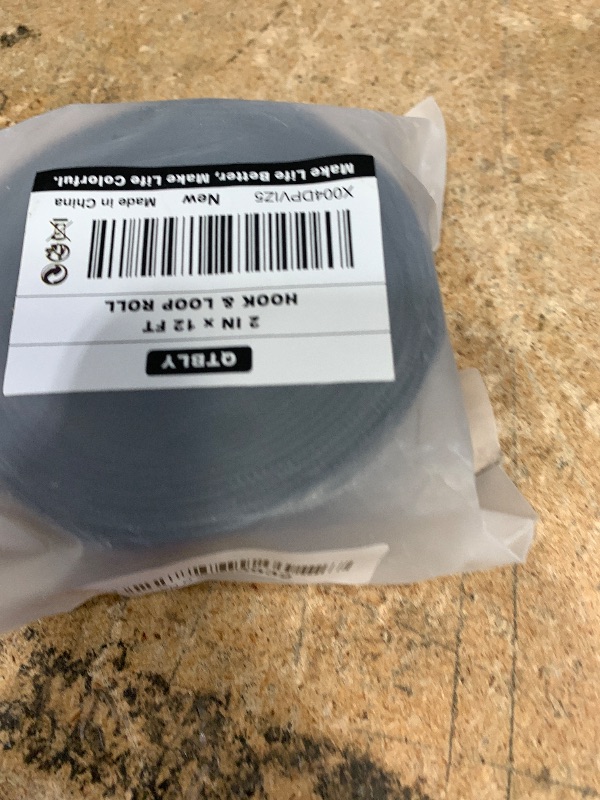 QTBLY
2 IN x 12 FT
HOOK & LOOP ROLL
X004DPVIZ5
New Made in China
Make Life Better, Make Life Colorful.